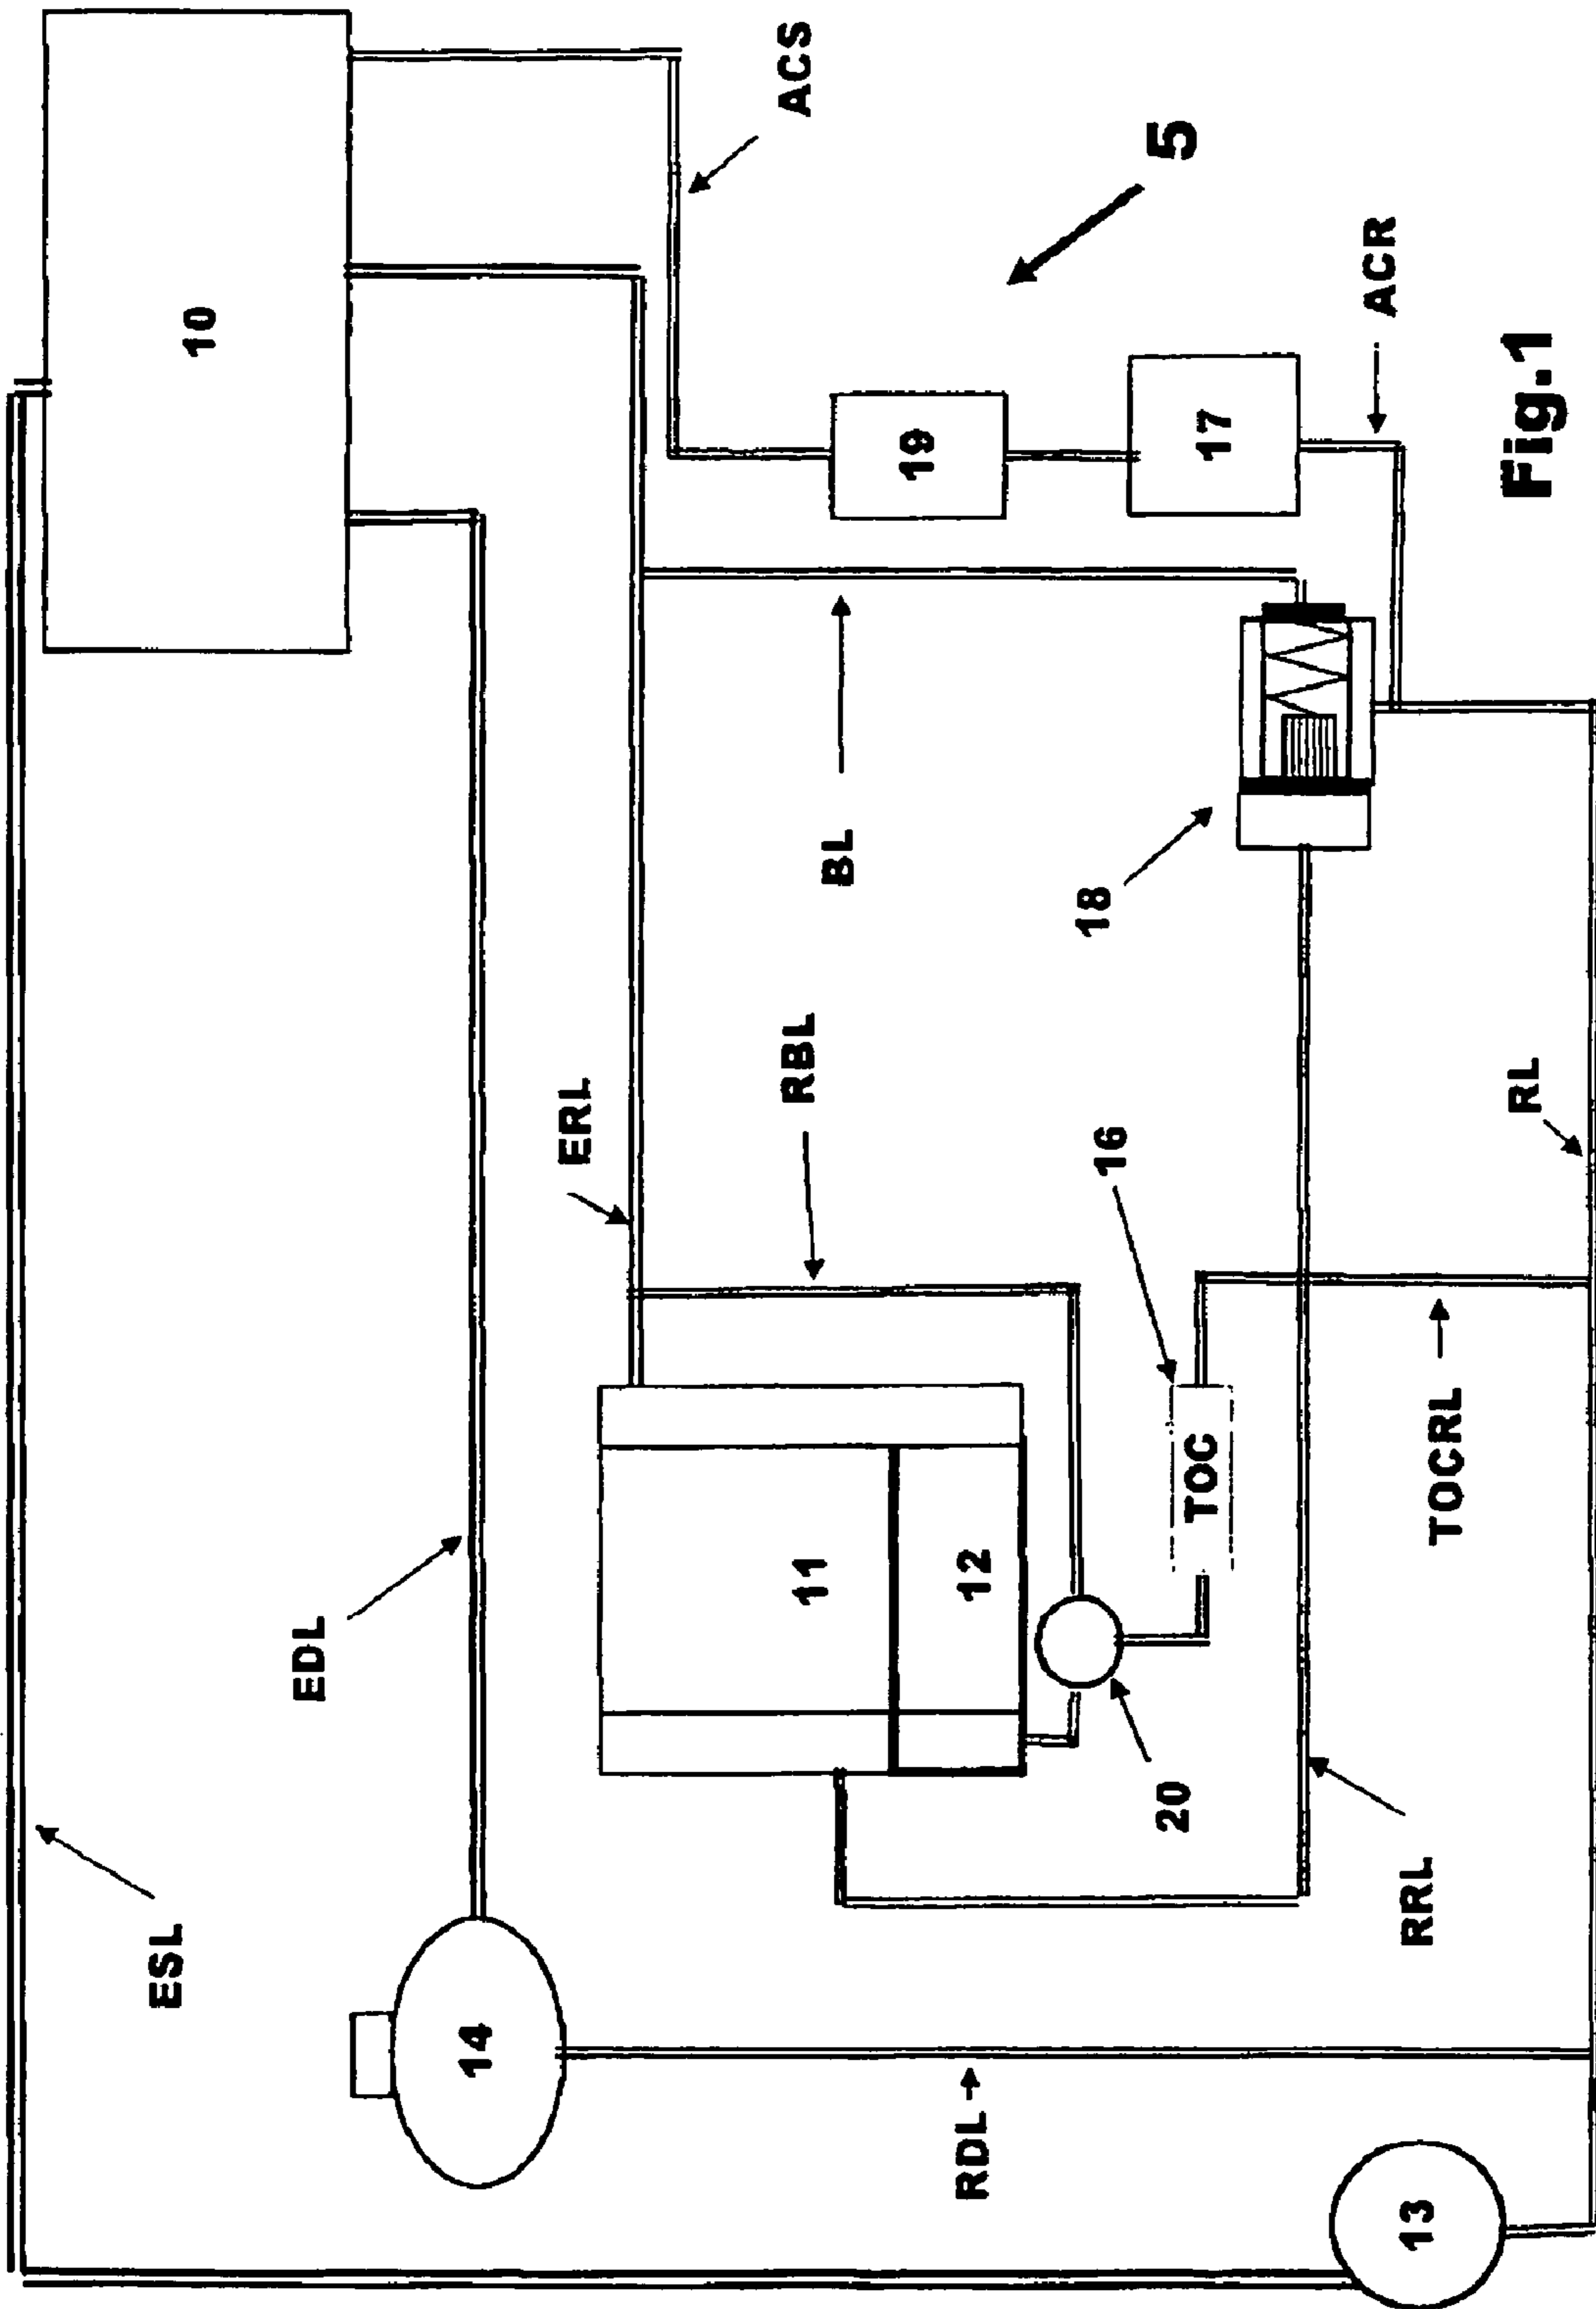 ESL
EDL
10
14
ERL
11
12
RBL
BL
ACS
5
19
17
ACR
16
TOC
20
18
RDL
RRL
TOCRL
RL
13
Fig.1